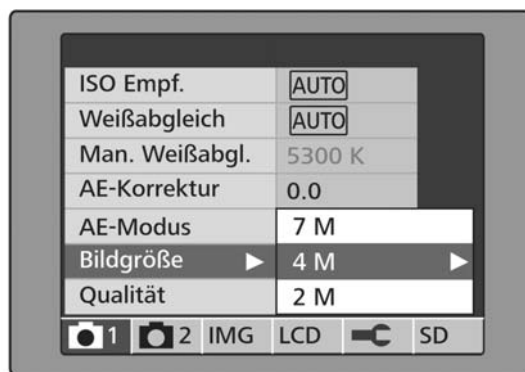 ISO Empf. AUTO
Weißabgleich AUTO
Man. Weißabgl. 5300 K
AE-Korrektur 0.0
AE-Modus 7 M
Bildgröße 4 M
Qualität 2 M
1 2 IMG LCD SD